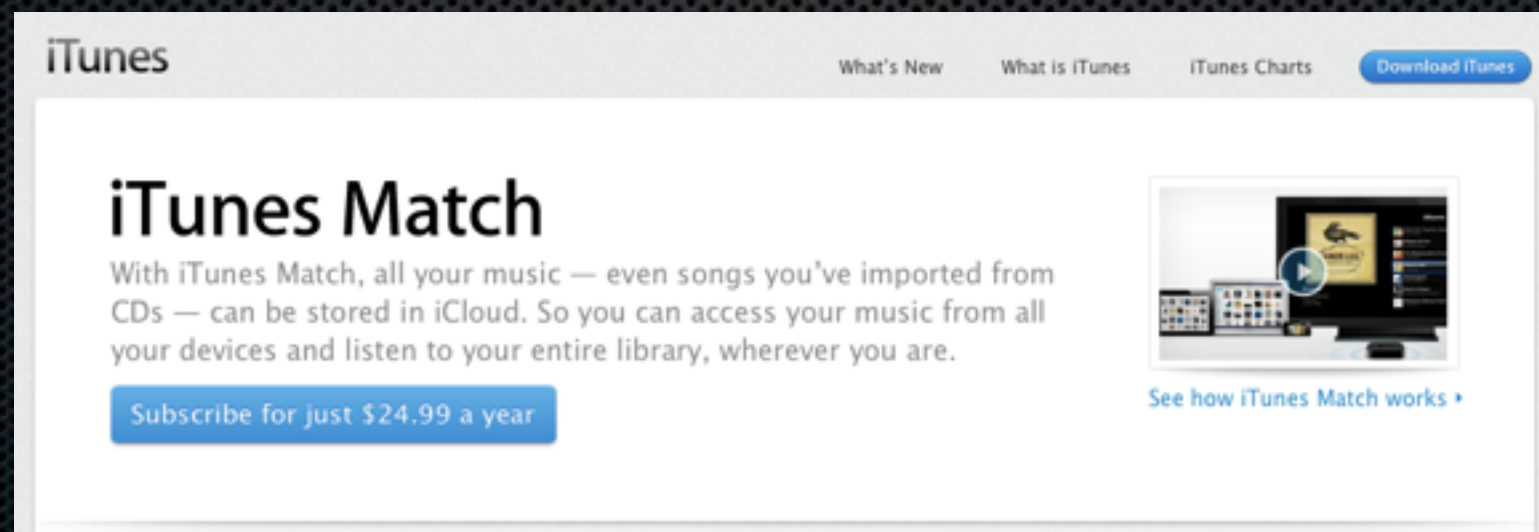 iTunes
What's New What is iTunes iTunes Charts Download iTunes
iTunes Match
With iTunes Match, all your music — even songs you've imported from
CDs — can be stored in iCloud. So you can access your music from all
your devices and listen to your entire library, wherever you are.
Subscribe for just $24.99 a year
See how iTunes Match works